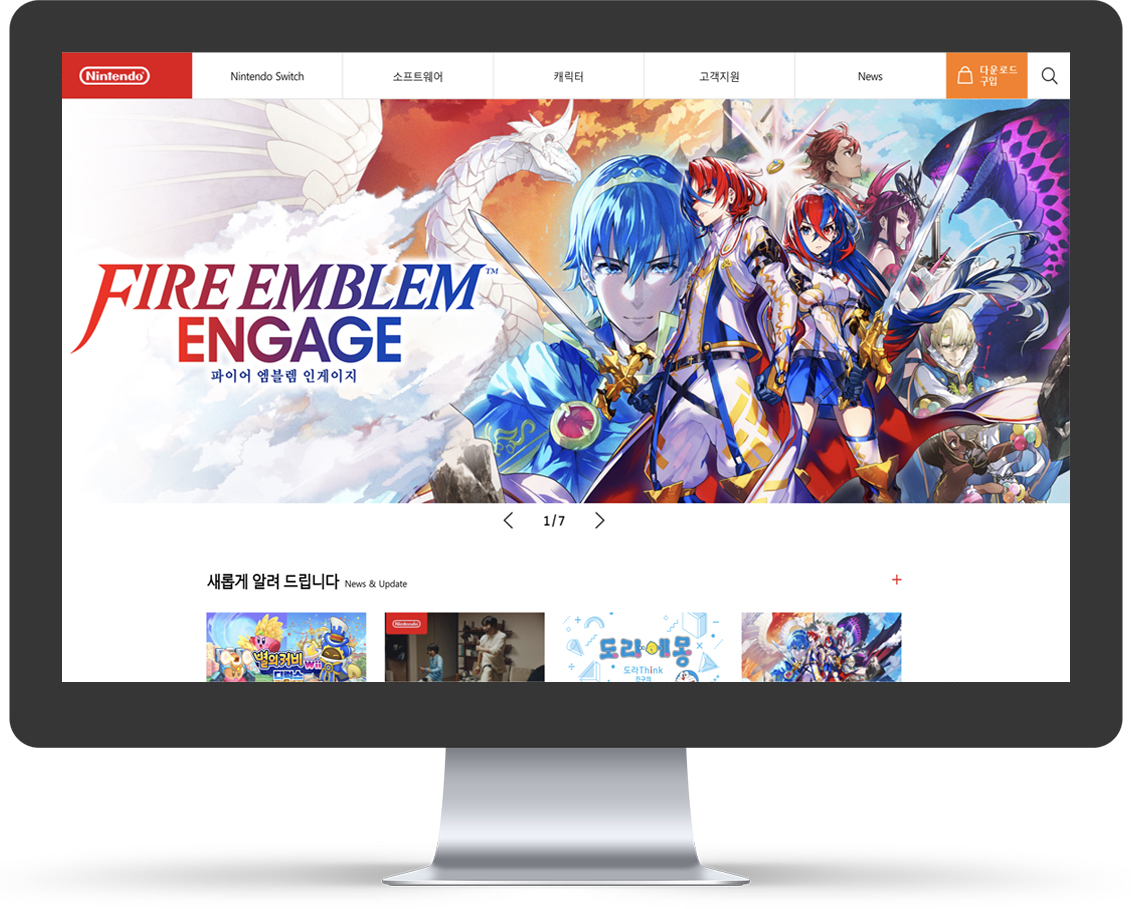 Nintendo
Nintendo Switch
소프트웨어
캐릭터
고객지원
News
다운로드
구입
FIRE EMBLEM™
ENGAGE
파이어 엠블렘 인게이지
1/7
새롭게 알려 드립니다 News & Update
별의 커비 Wii
디럭스
Nintendo
도라에몽
도라Think